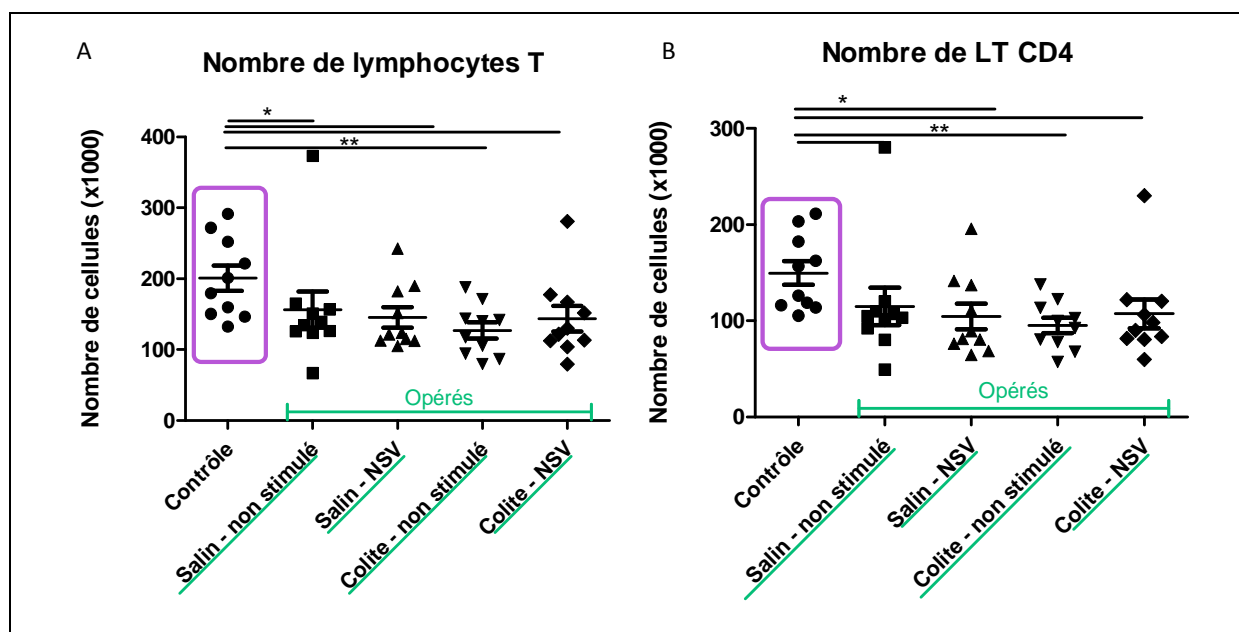 A
Nombre de lymphocytes T
Nombre de cellules (x1000)
400
300
200
100
0
*
**
Opérés
Contrôle
Salin - non stimulé
Salin - NSV
Colite - non stimulé
Colite - NSV
B
Nombre de LT CD4
Nombre de cellules (x1000)
300
200
100
0
*
**
Opérés
Contrôle
Salin - non stimulé
Salin - NSV
Colite - non stimulé
Colite - NSV